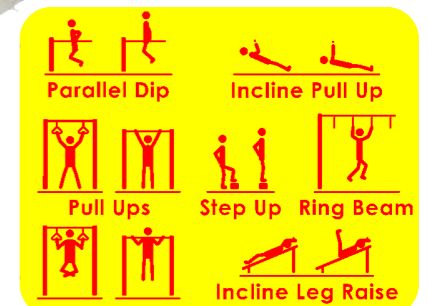 Parallel Dip
Incline Pull Up
Pull Ups
Step Up
Ring Beam
Incline Leg Raise